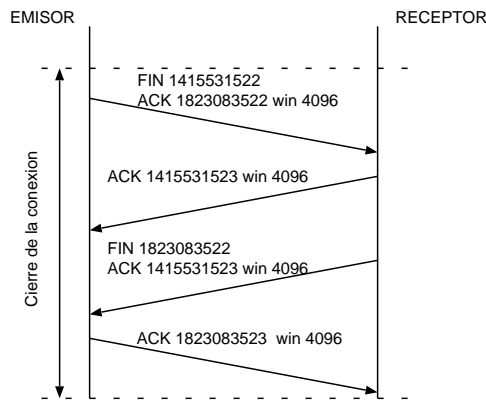 EMISOR
RECEPTOR
FIN 1415531522
ACK 1823083522 win 4096
ACK 1415531523 win 4096
FIN 1823083522
ACK 1415531523 win 4096
ACK 1823083523 win 4096
Cierre de la conexion